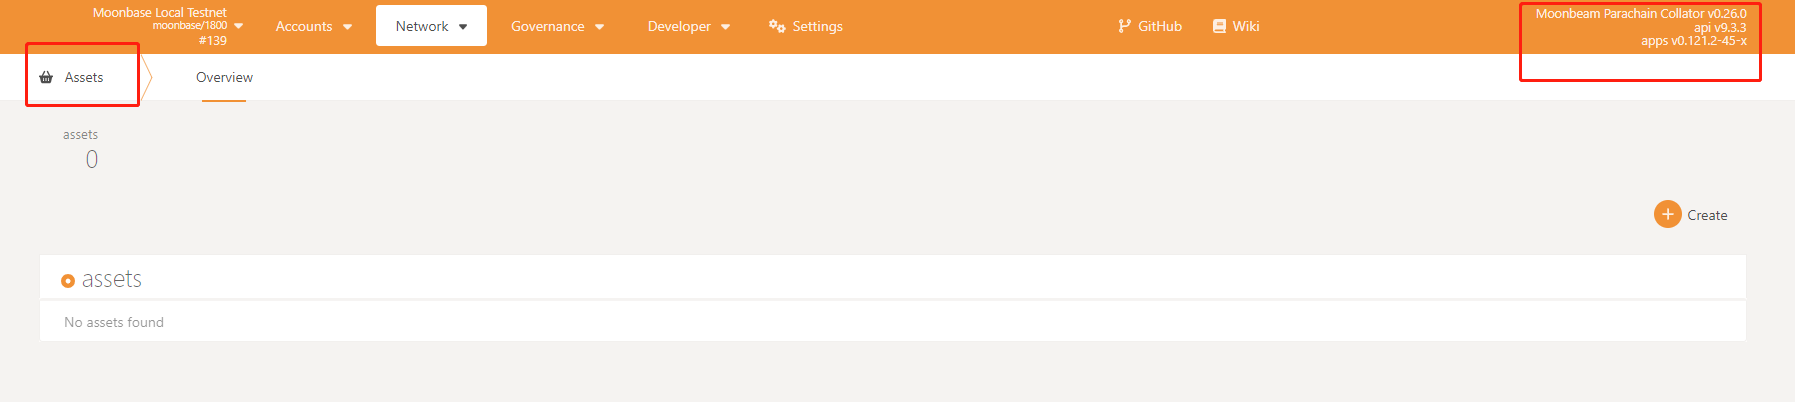 Moonbase Local Testnet
moonbase/1800
#139
Accounts
Network
Governance
Developer
Settings
GitHub
Wiki
Moonbeam Parachain Collator v0.26.0
api v9.3.3
apps v0.121.2-45-x
Assets
Overview
assets
0
Create
assets
No assets found